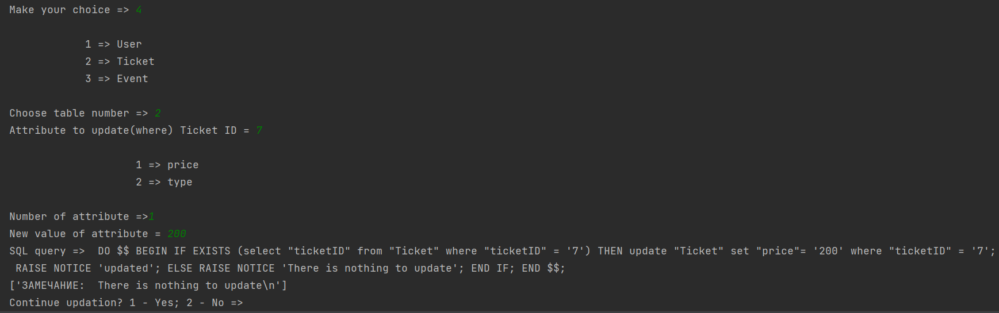 Make your choice => 4
1 => User
2 => Ticket
3 => Event
Choose table number => 2
Attribute to update(where) Ticket ID = 7
1 => price
2 => type
Number of attribute =>1
New value of attribute = 200
SQL query =>  DO $$ BEGIN IF EXISTS (select "ticketID" from "Ticket" where "ticketID" = '7') THEN update "Ticket" set "price"= '200' where "ticketID" = '7';
RAISE NOTICE 'updated'; ELSE RAISE NOTICE 'There is nothing to update'; END IF; END $$;
['ЗАМЕЧАНИЕ:  There is nothing to update\n']
Continue updation? 1 - Yes; 2 - No =>